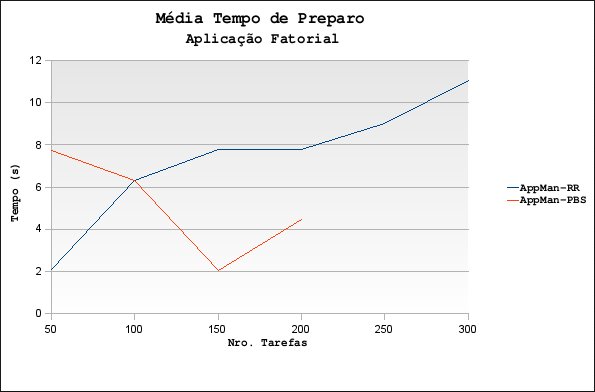 Média Tempo de Preparo
Aplicação Fatorial
12
10
8
6
4
2
0
Tempo (s)
50 100 150 200 250 300
Nro. Tarefas
AppMan-RR
AppMan-PBS